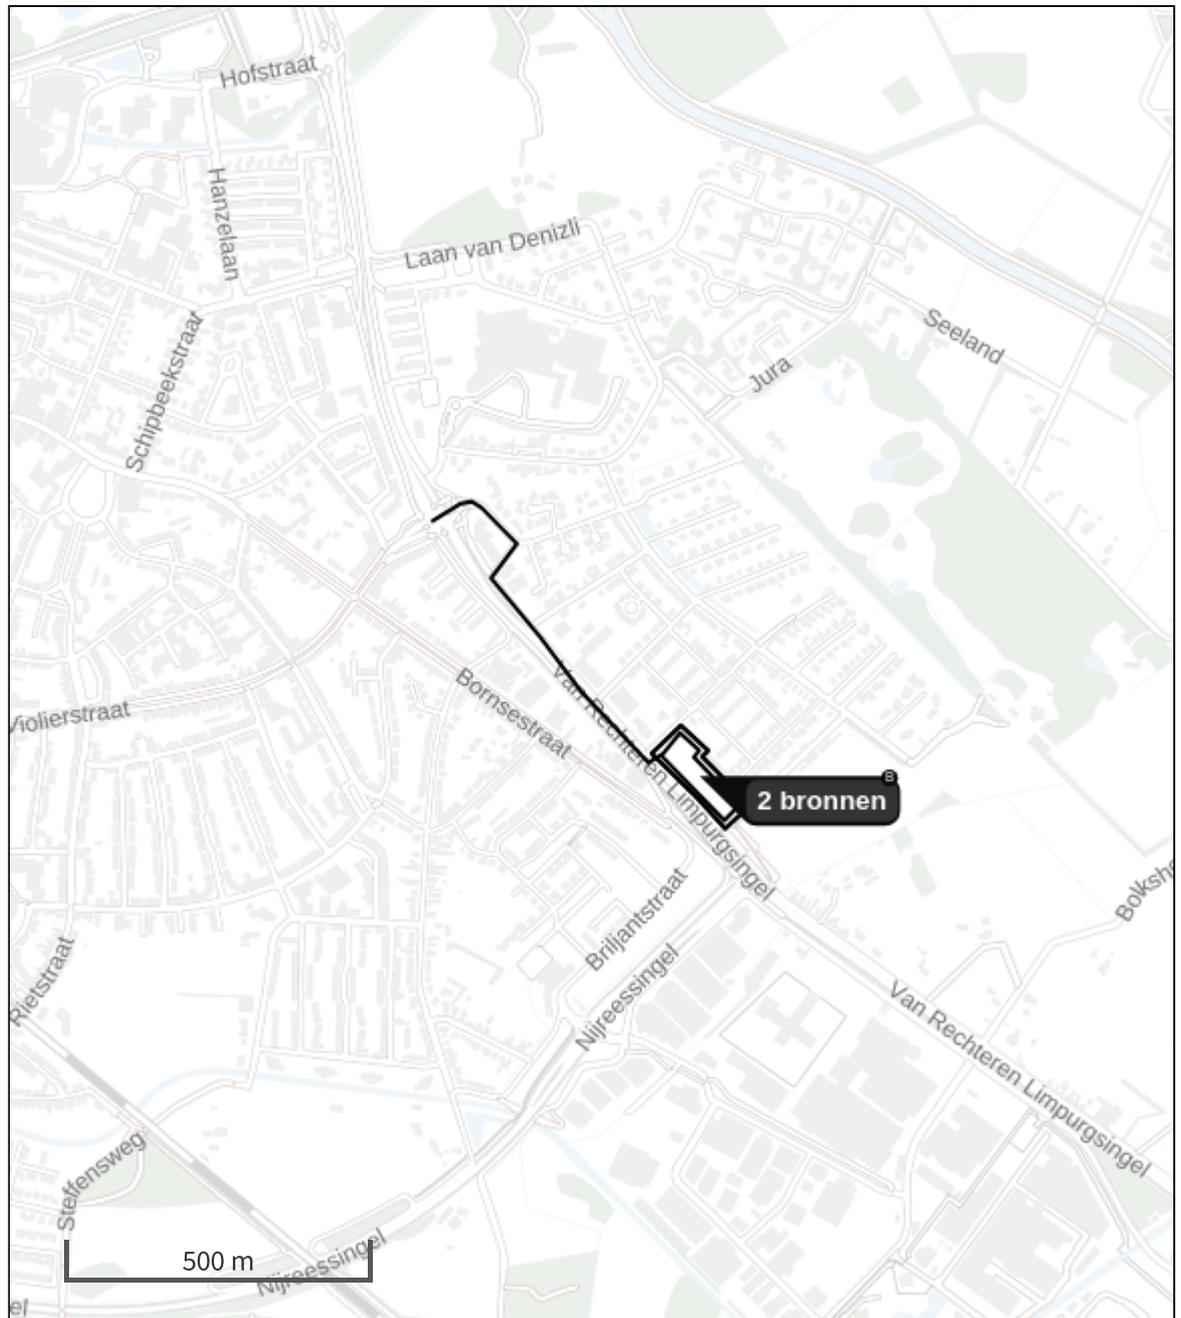 Hofstraat
Hanzelaan
Laan van Denizli
Seeland
Schipbeekstraat
Jura
Van Rechteren Limpurgsingel
Bornsestraat
Violierstraat
B
2 bronnen
Briljantstraat
Nijreessingel
Van Rechteren Limpurgsingel
Rietstraat
Steffensweg
500 m
Nijreessingel